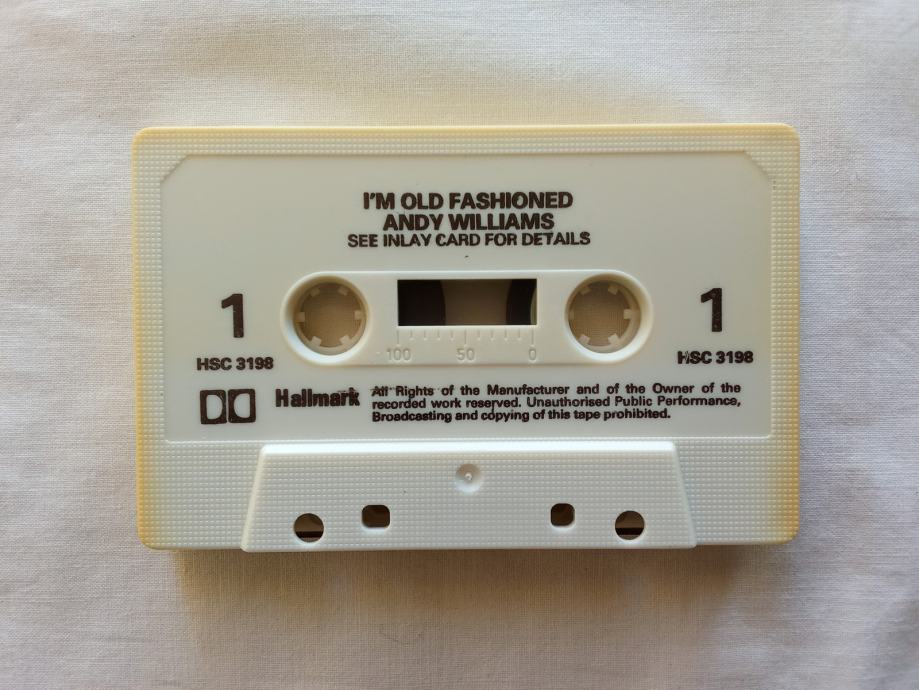 I'M OLD FASHIONED
ANDY WILLIAMS
SEE INLAY CARD FOR DETAILS
1
1
HSC 3198
HSC 3198
100 50 0
Hallmark
All Rights of the Manufacturer and of the Owner of the
recorded work reserved. Unauthorised Public Performance,
Broadcasting and copying of this tape prohibited.